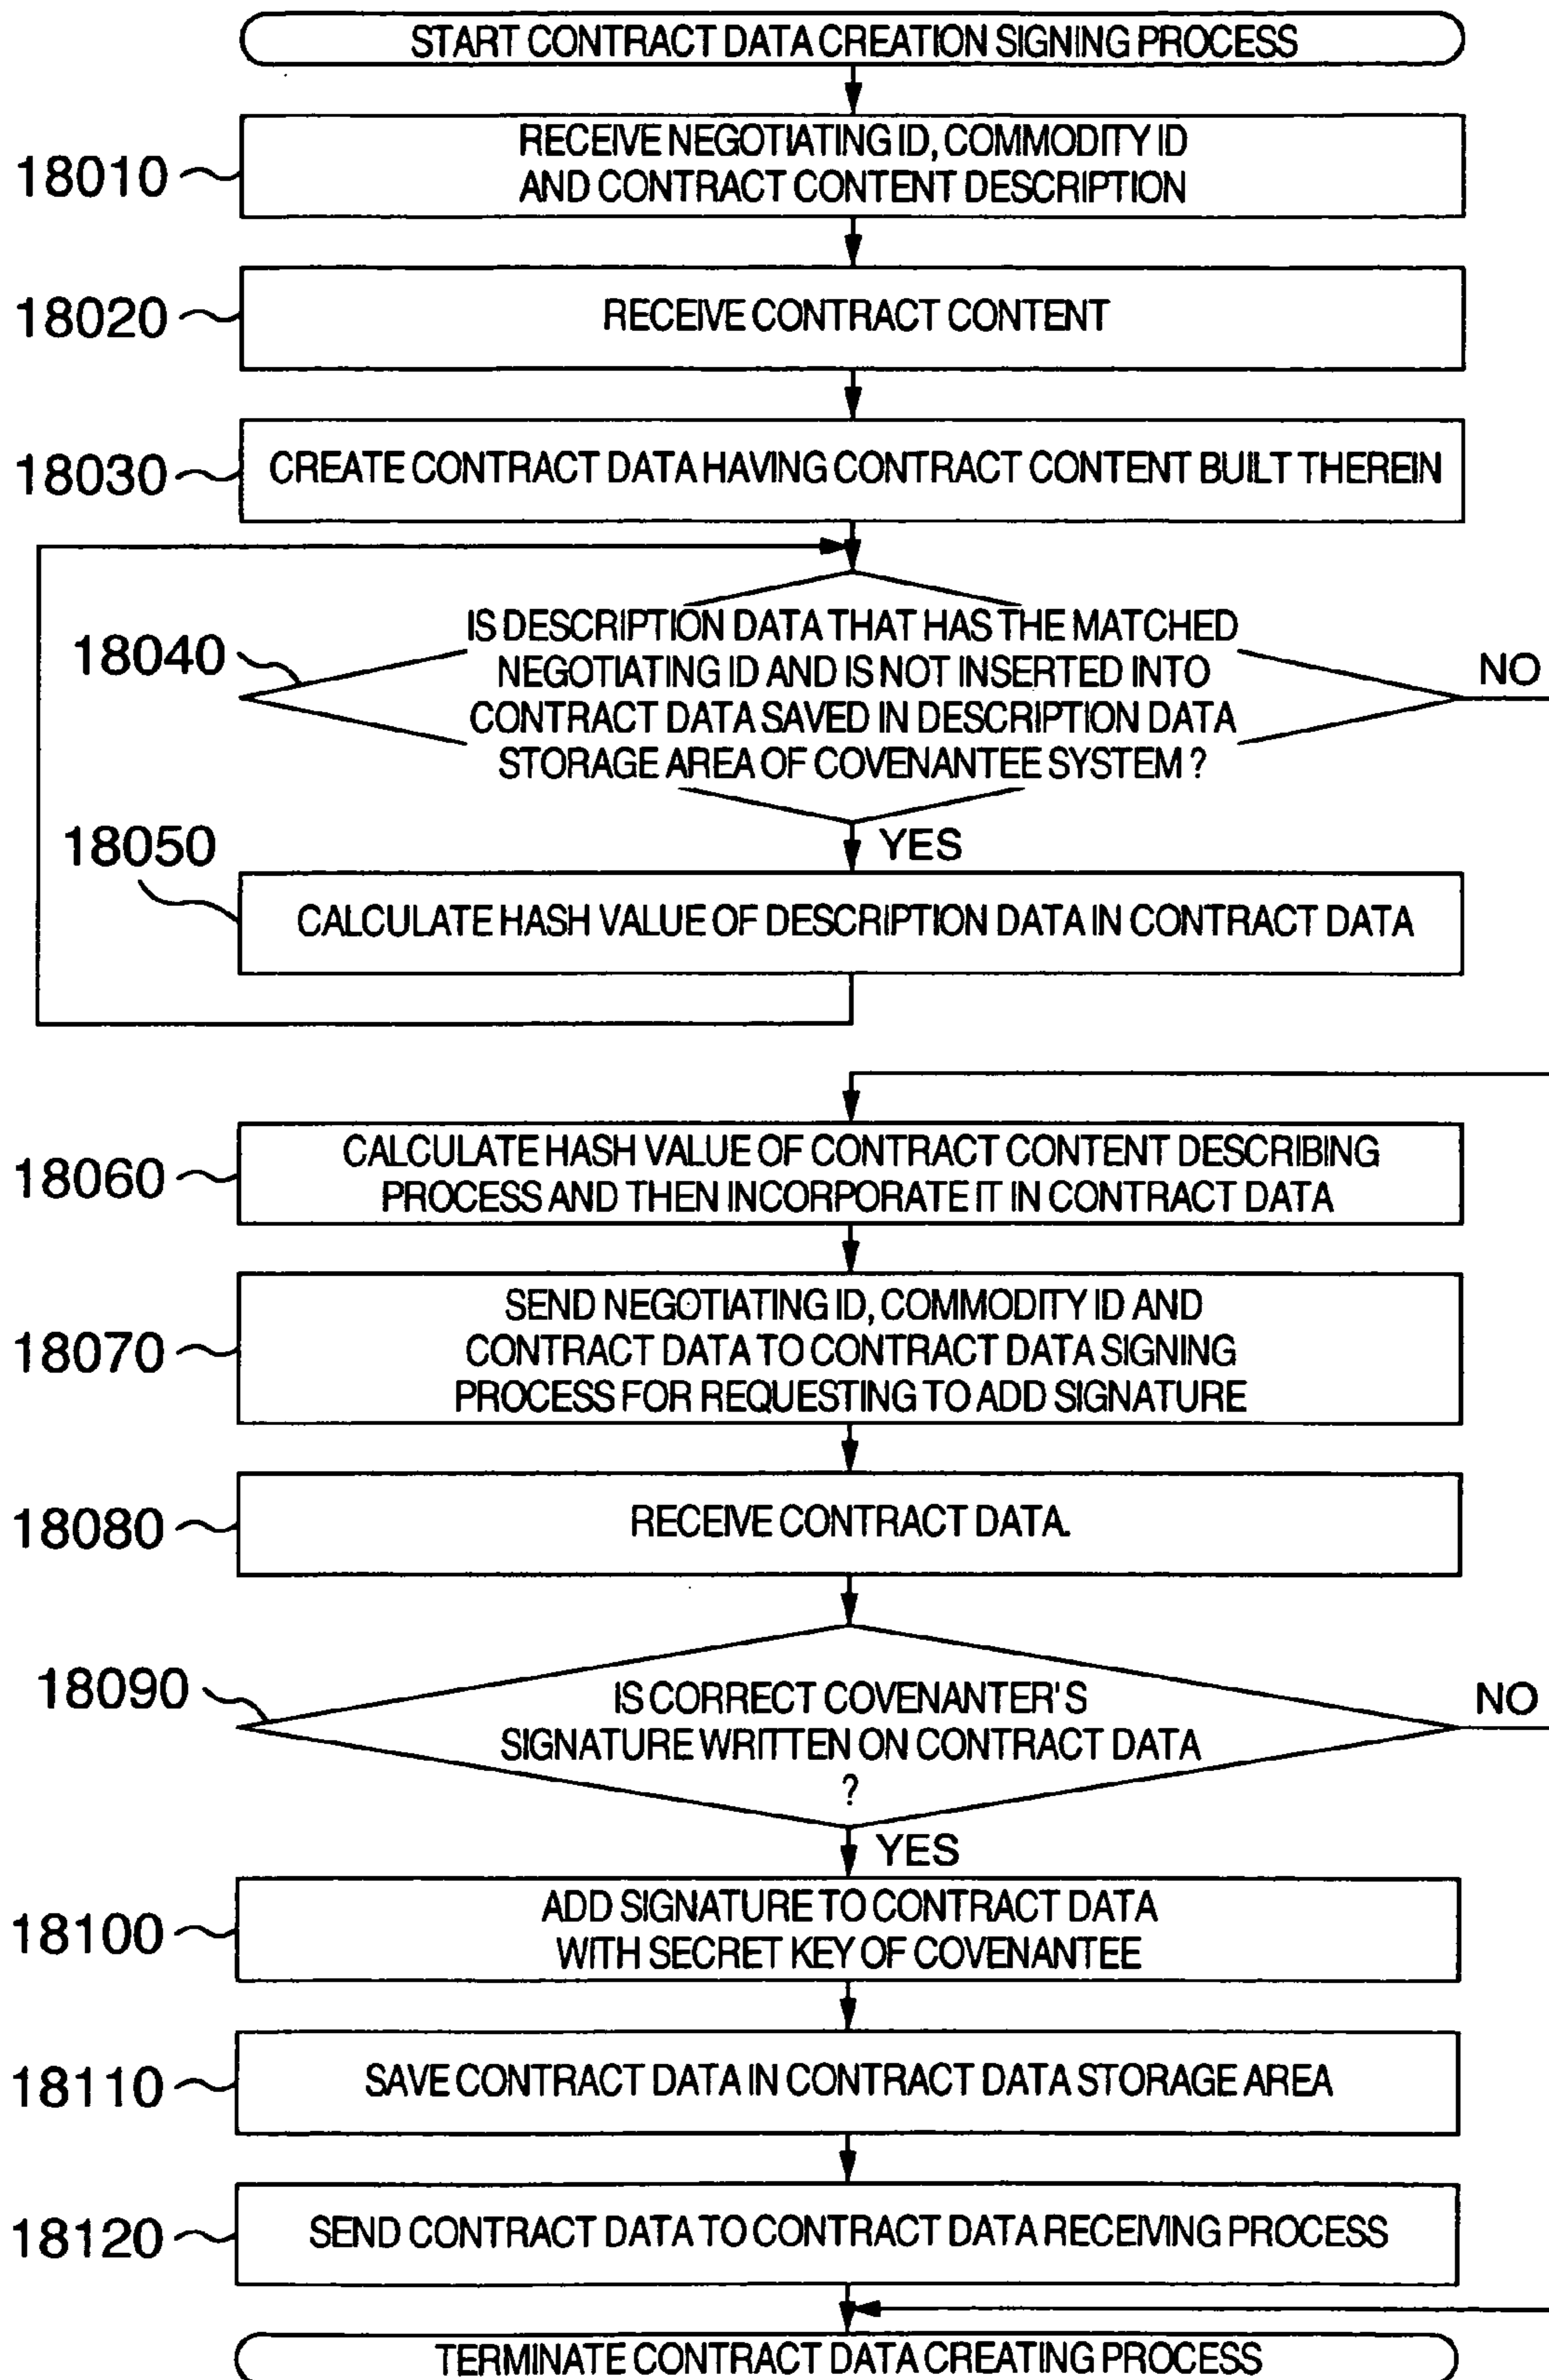 START CONTRACT DATA CREATION SIGNING PROCESS
18010
RECEIVE NEGOTIATING ID, COMMODITY ID
AND CONTRACT CONTENT DESCRIPTION
18020
RECEIVE CONTRACT CONTENT
18030
CREATE CONTRACT DATA HAVING CONTRACT CONTENT BUILT THEREIN
18040
IS DESCRIPTION DATA THAT HAS THE MATCHED
NEGOTIATING ID AND IS NOT INSERTED INTO
CONTRACT DATA SAVED IN DESCRIPTION DATA
STORAGE AREA OF COVENANTEE SYSTEM ?
NO
YES
18050
CALCULATE HASH VALUE OF DESCRIPTION DATA IN CONTRACT DATA
18060
CALCULATE HASH VALUE OF CONTRACT CONTENT DESCRIBING
PROCESS AND THEN INCORPORATE IT IN CONTRACT DATA
18070
SEND NEGOTIATING ID, COMMODITY ID AND
CONTRACT DATA TO CONTRACT DATA SIGNING
PROCESS FOR REQUESTING TO ADD SIGNATURE
18080
RECEIVE CONTRACT DATA.
18090
IS CORRECT COVENANTER'S
SIGNATURE WRITTEN ON CONTRACT DATA
?
NO
YES
18100
ADD SIGNATURE TO CONTRACT DATA
WITH SECRET KEY OF COVENANTEE
18110
SAVE CONTRACT DATA IN CONTRACT DATA STORAGE AREA
18120
SEND CONTRACT DATA TO CONTRACT DATA RECEIVING PROCESS
TERMINATE CONTRACT DATA CREATING PROCESS